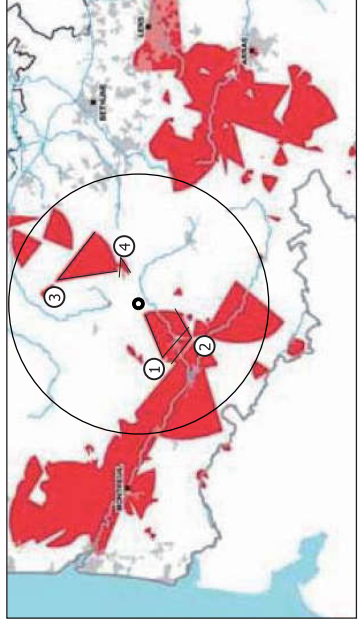 LENS
BETHUNE
ARRAS
3
4
1
2
MONTREUIL